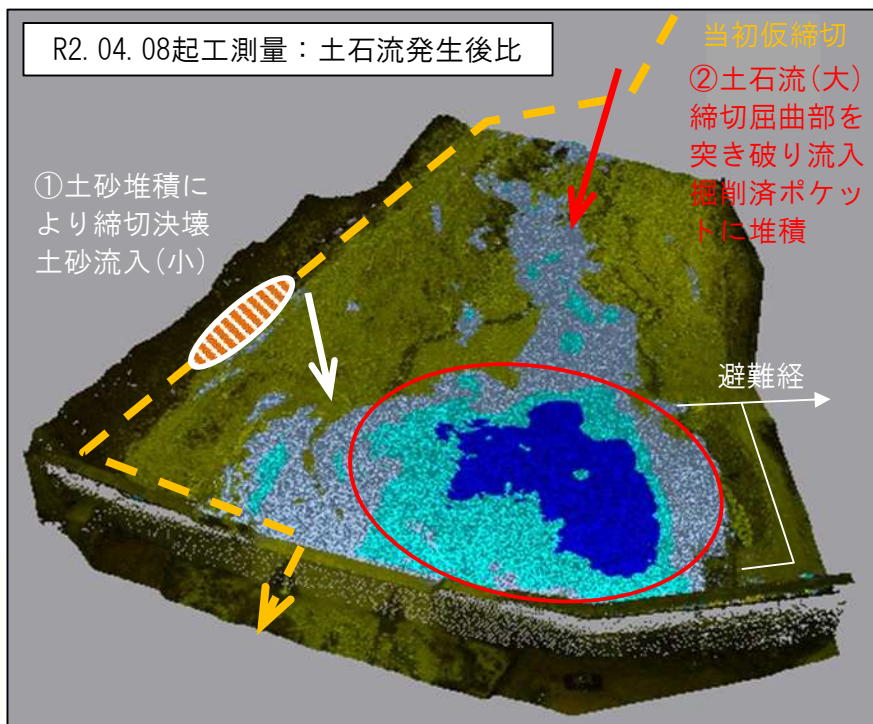 R2.04.08起工測量：土石流発生後比
当初仮締切
②土石流(大)
締切屈曲部を
突き破り流入
掘削済ポケッ
トに堆積
①土砂堆積に
より締切決壊
土砂流入(小)
避難経